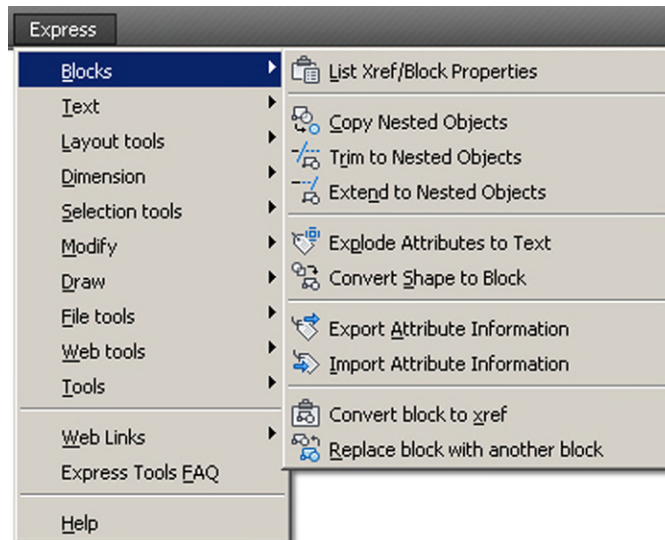 Express
Blocks
Text
Layout tools
Dimension
Selection tools
Modify
Draw
File tools
Web tools
Tools
Web Links
Express Tools FAQ
Help
List Xref/Block Properties
Copy Nested Objects
Trim to Nested Objects
Extend to Nested Objects
Explode Attributes to Text
Convert Shape to Block
Export Attribute Information
Import Attribute Information
Convert block to xref
Replace block with another block